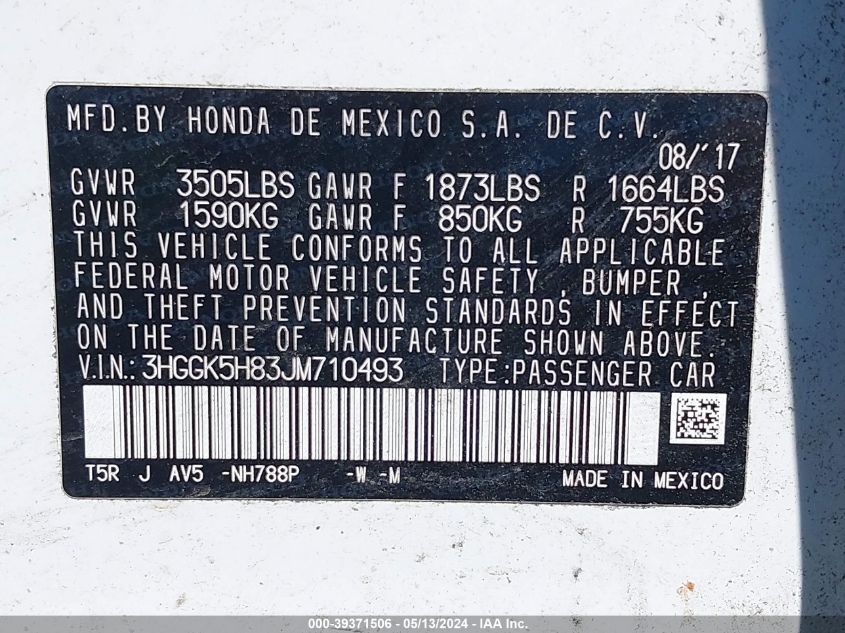 MFD. BY HONDA DE MEXICO S.A. DE C.V.
08/'17
GVWR 3505LBS GAWR F 1873LBS R 1664LBS
GVWR 1590KG GAWR F 850KG R 755KG
THIS VEHICLE CONFORMS TO ALL APPLICABLE
FEDERAL MOTOR VEHICLE SAFETY , BUMPER ,
AND THEFT PREVENTION STANDARDS IN EFFECT
ON THE DATE OF MANUFACTURE SHOWN ABOVE.
V.I.N.: 3HGGK5H83JM710493 TYPE:PASSENGER CAR
T5R J AV5 -NH788P -W -M MADE IN MEXICO
000-39371506 - 05/13/2024 - IAA Inc.